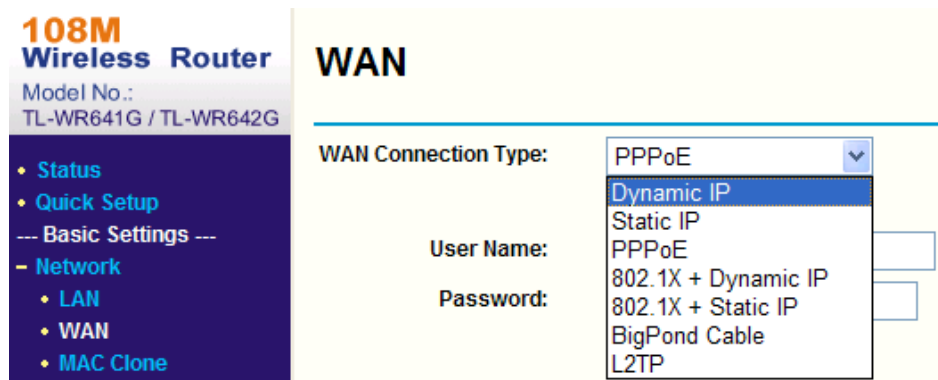 108M
Wireless Router
Model No.:
TL-WR641G / TL-WR642G
• Status
• Quick Setup
--- Basic Settings ---
– Network
• LAN
• WAN
• MAC Clone
WAN
WAN Connection Type:
PPPoE
Dynamic IP
Static IP
PPPoE
802.1X + Dynamic IP
802.1X + Static IP
BigPond Cable
L2TP
User Name:
Password: